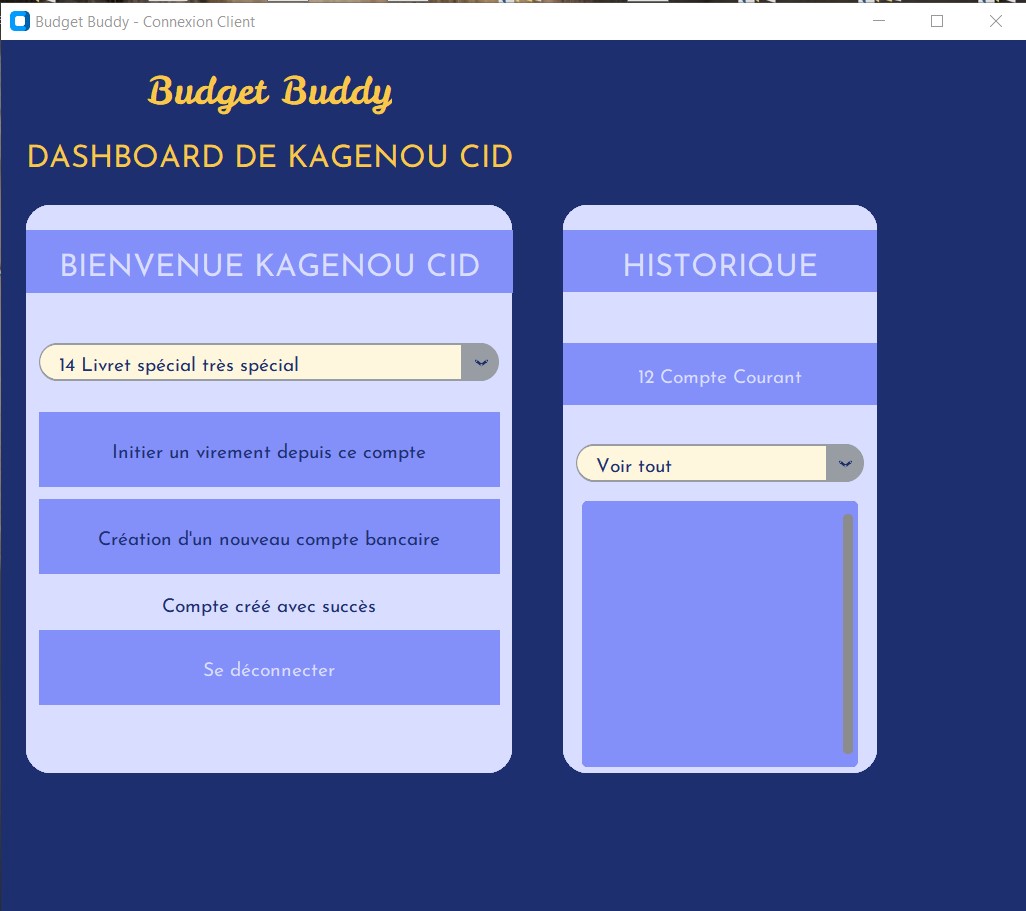 Budget Buddy - Connexion Client
Budget Buddy
DASHBOARD DE KAGENOU CID
BIENVENUE KAGENOU CID
14 Livret spécial très spécial
Initier un virement depuis ce compte
Création d'un nouveau compte bancaire
Compte créé avec succès
Se déconnecter
HISTORIQUE
12 Compte Courant
Voir tout